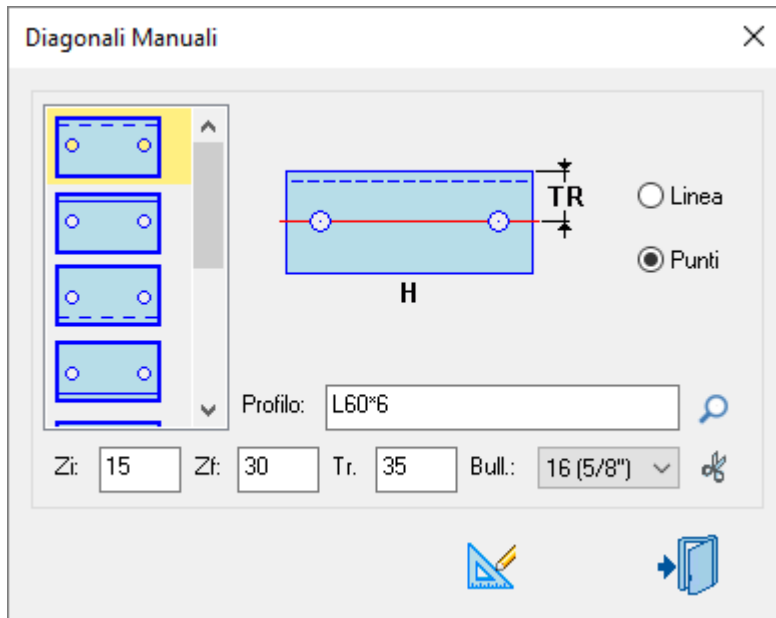 Diagonali Manuali
TR
H
Linea
Punti
Profilo: L60*6
Zi: 15 Zf: 30 Tr. 35 Bull.: 16 (5/8")